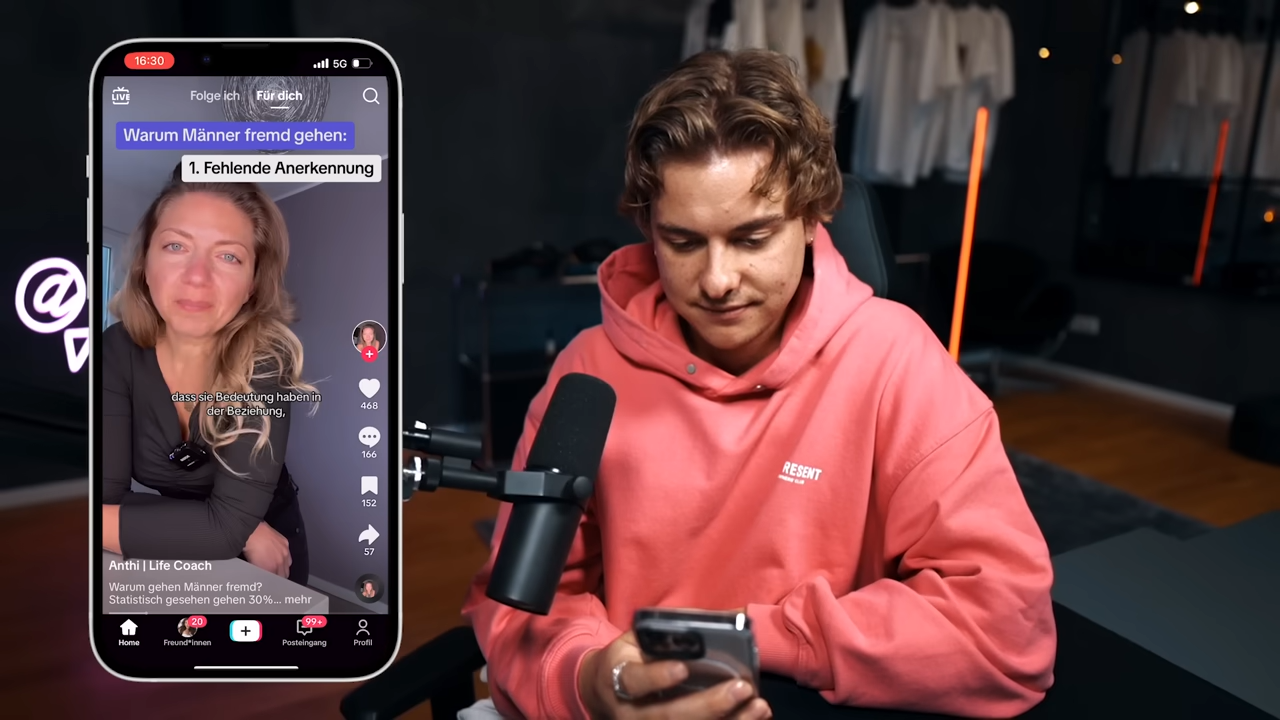 16:30
5G
LIVE
Folge ich
Für dich
Warum Männer fremd gehen:
1. Fehlende Anerkennung
@
dass sie Bedeutung haben in
der Beziehung,
468
166
152
57
Anthi | Life Coach
Warum gehen Männer fremd?
Statistisch gesehen gehen 30%... mehr
20
99+
Home
Freund*innen
Posteingang
Profil
RESENT